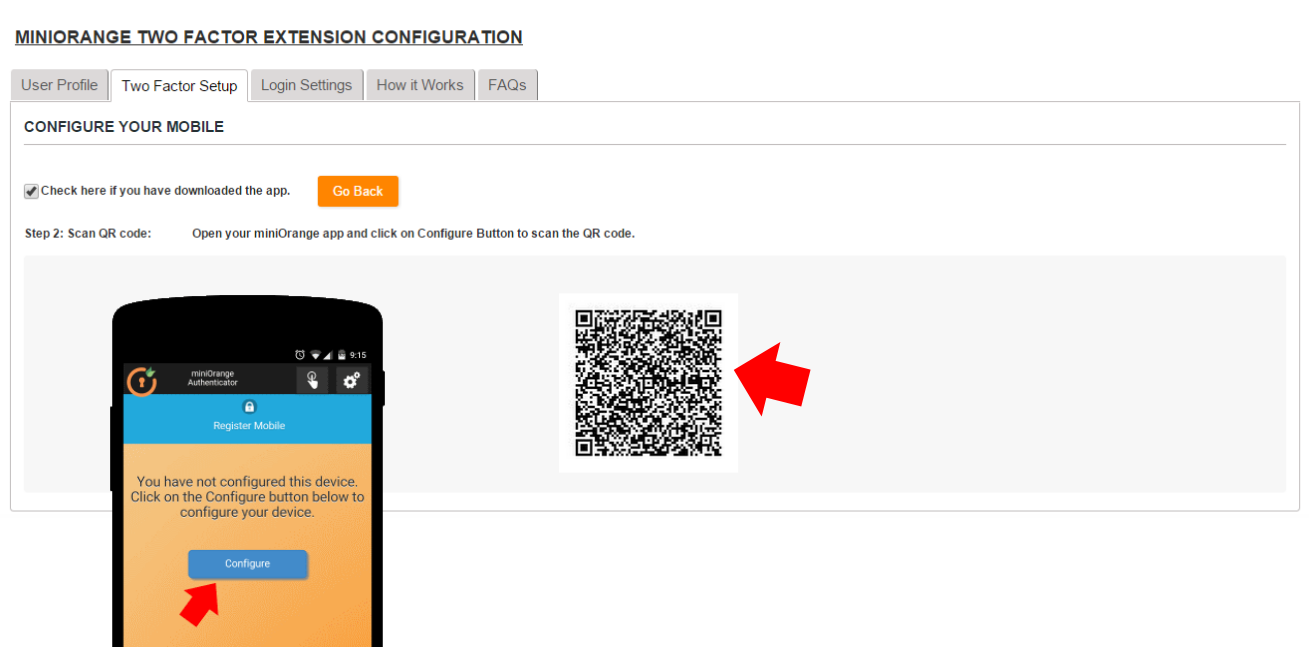 MINIORANGE TWO FACTOR EXTENSION CONFIGURATION
User Profile Two Factor Setup Login Settings How it Works FAQs
CONFIGURE YOUR MOBILE
Check here if you have downloaded the app. Go Back
Step 2: Scan QR code: Open your miniOrange app and click on Configure Button to scan the QR code.
9:15
miniOrange
Authenticator
Register Mobile
You have not configured this device.
Click on the Configure button below to
configure your device.
Configure